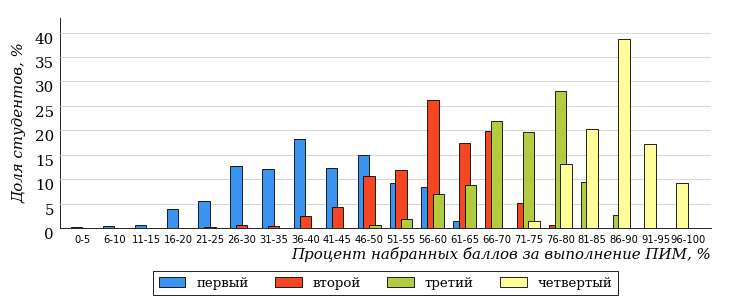 Доля студентов, %
40
35
30
25
20
15
10
5
0
0-5 6-10 11-15 16-20 21-25 26-30 31-35 36-40 41-45 46-50 51-55 56-60 61-65 66-70 71-75 76-80 81-85 86-90 91-95 96-100
Процент набранных баллов за выполнение ПИМ, %
первый второй третий четвертый